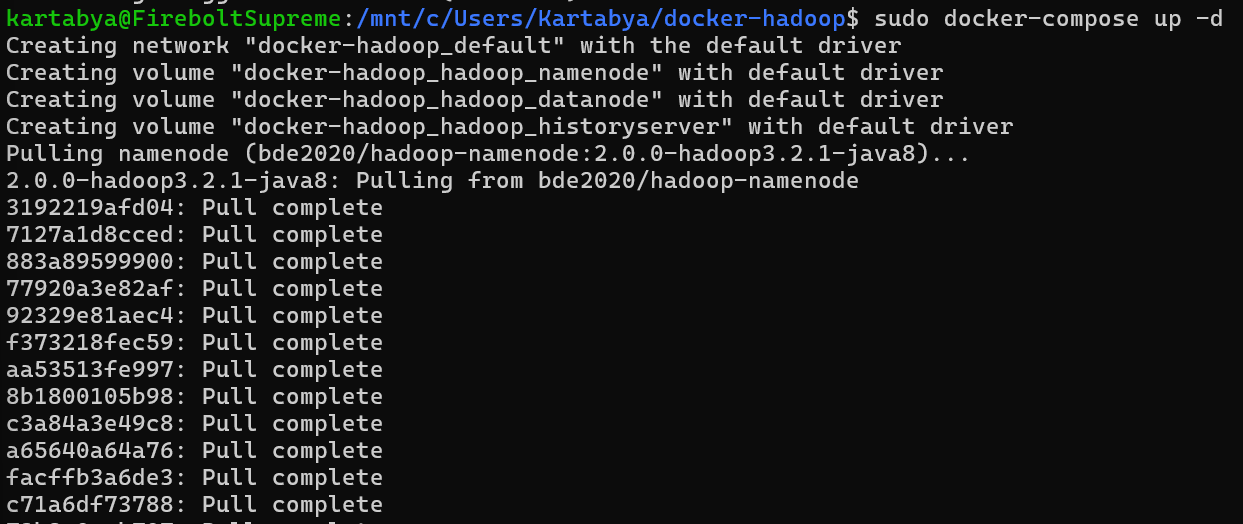 kartabya@FireboltSupreme:/mnt/c/Users/Kartabya/docker-hadoop$ sudo docker-compose up -d
Creating network "docker-hadoop_default" with the default driver
Creating volume "docker-hadoop_hadoop_namenode" with default driver
Creating volume "docker-hadoop_hadoop_datanode" with default driver
Creating volume "docker-hadoop_hadoop_historyserver" with default driver
Pulling namenode (bde2020/hadoop-namenode:2.0.0-hadoop3.2.1-java8)...
2.0.0-hadoop3.2.1-java8: Pulling from bde2020/hadoop-namenode
3192219afd04: Pull complete
7127a1d8cced: Pull complete
883a89599900: Pull complete
77920a3e82af: Pull complete
92329e81aec4: Pull complete
f373218fec59: Pull complete
aa53513fe997: Pull complete
8b1800105b98: Pull complete
c3a84a3e49c8: Pull complete
a65640a64a76: Pull complete
facffb3a6de3: Pull complete
c71a6df73788: Pull complete